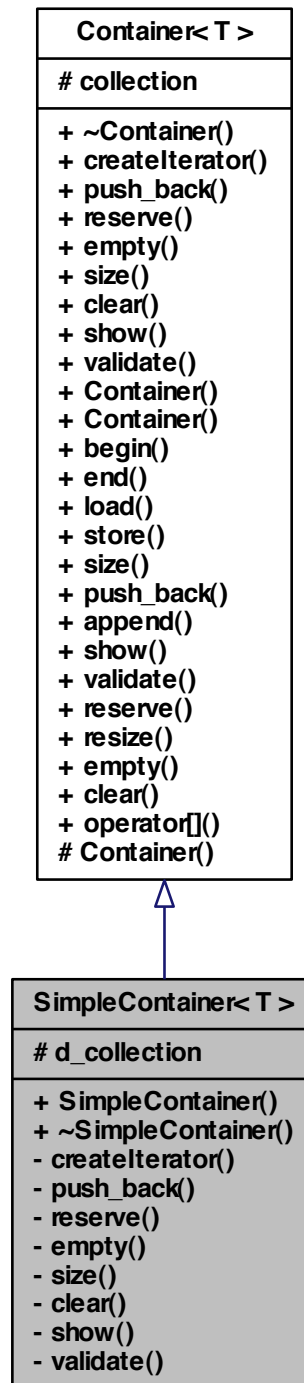 Container< T >
# collection
+ ~Container()
+ createIterator()
+ push_back()
+ reserve()
+ empty()
+ size()
+ clear()
+ show()
+ validate()
+ Container()
+ Container()
+ begin()
+ end()
+ load()
+ store()
+ size()
+ push_back()
+ append()
+ show()
+ validate()
+ reserve()
+ resize()
+ empty()
+ clear()
+ operator[]()
# Container()
SimpleContainer< T >
# d_collection
+ SimpleContainer()
+ ~SimpleContainer()
- createIterator()
- push_back()
- reserve()
- empty()
- size()
- clear()
- show()
- validate()